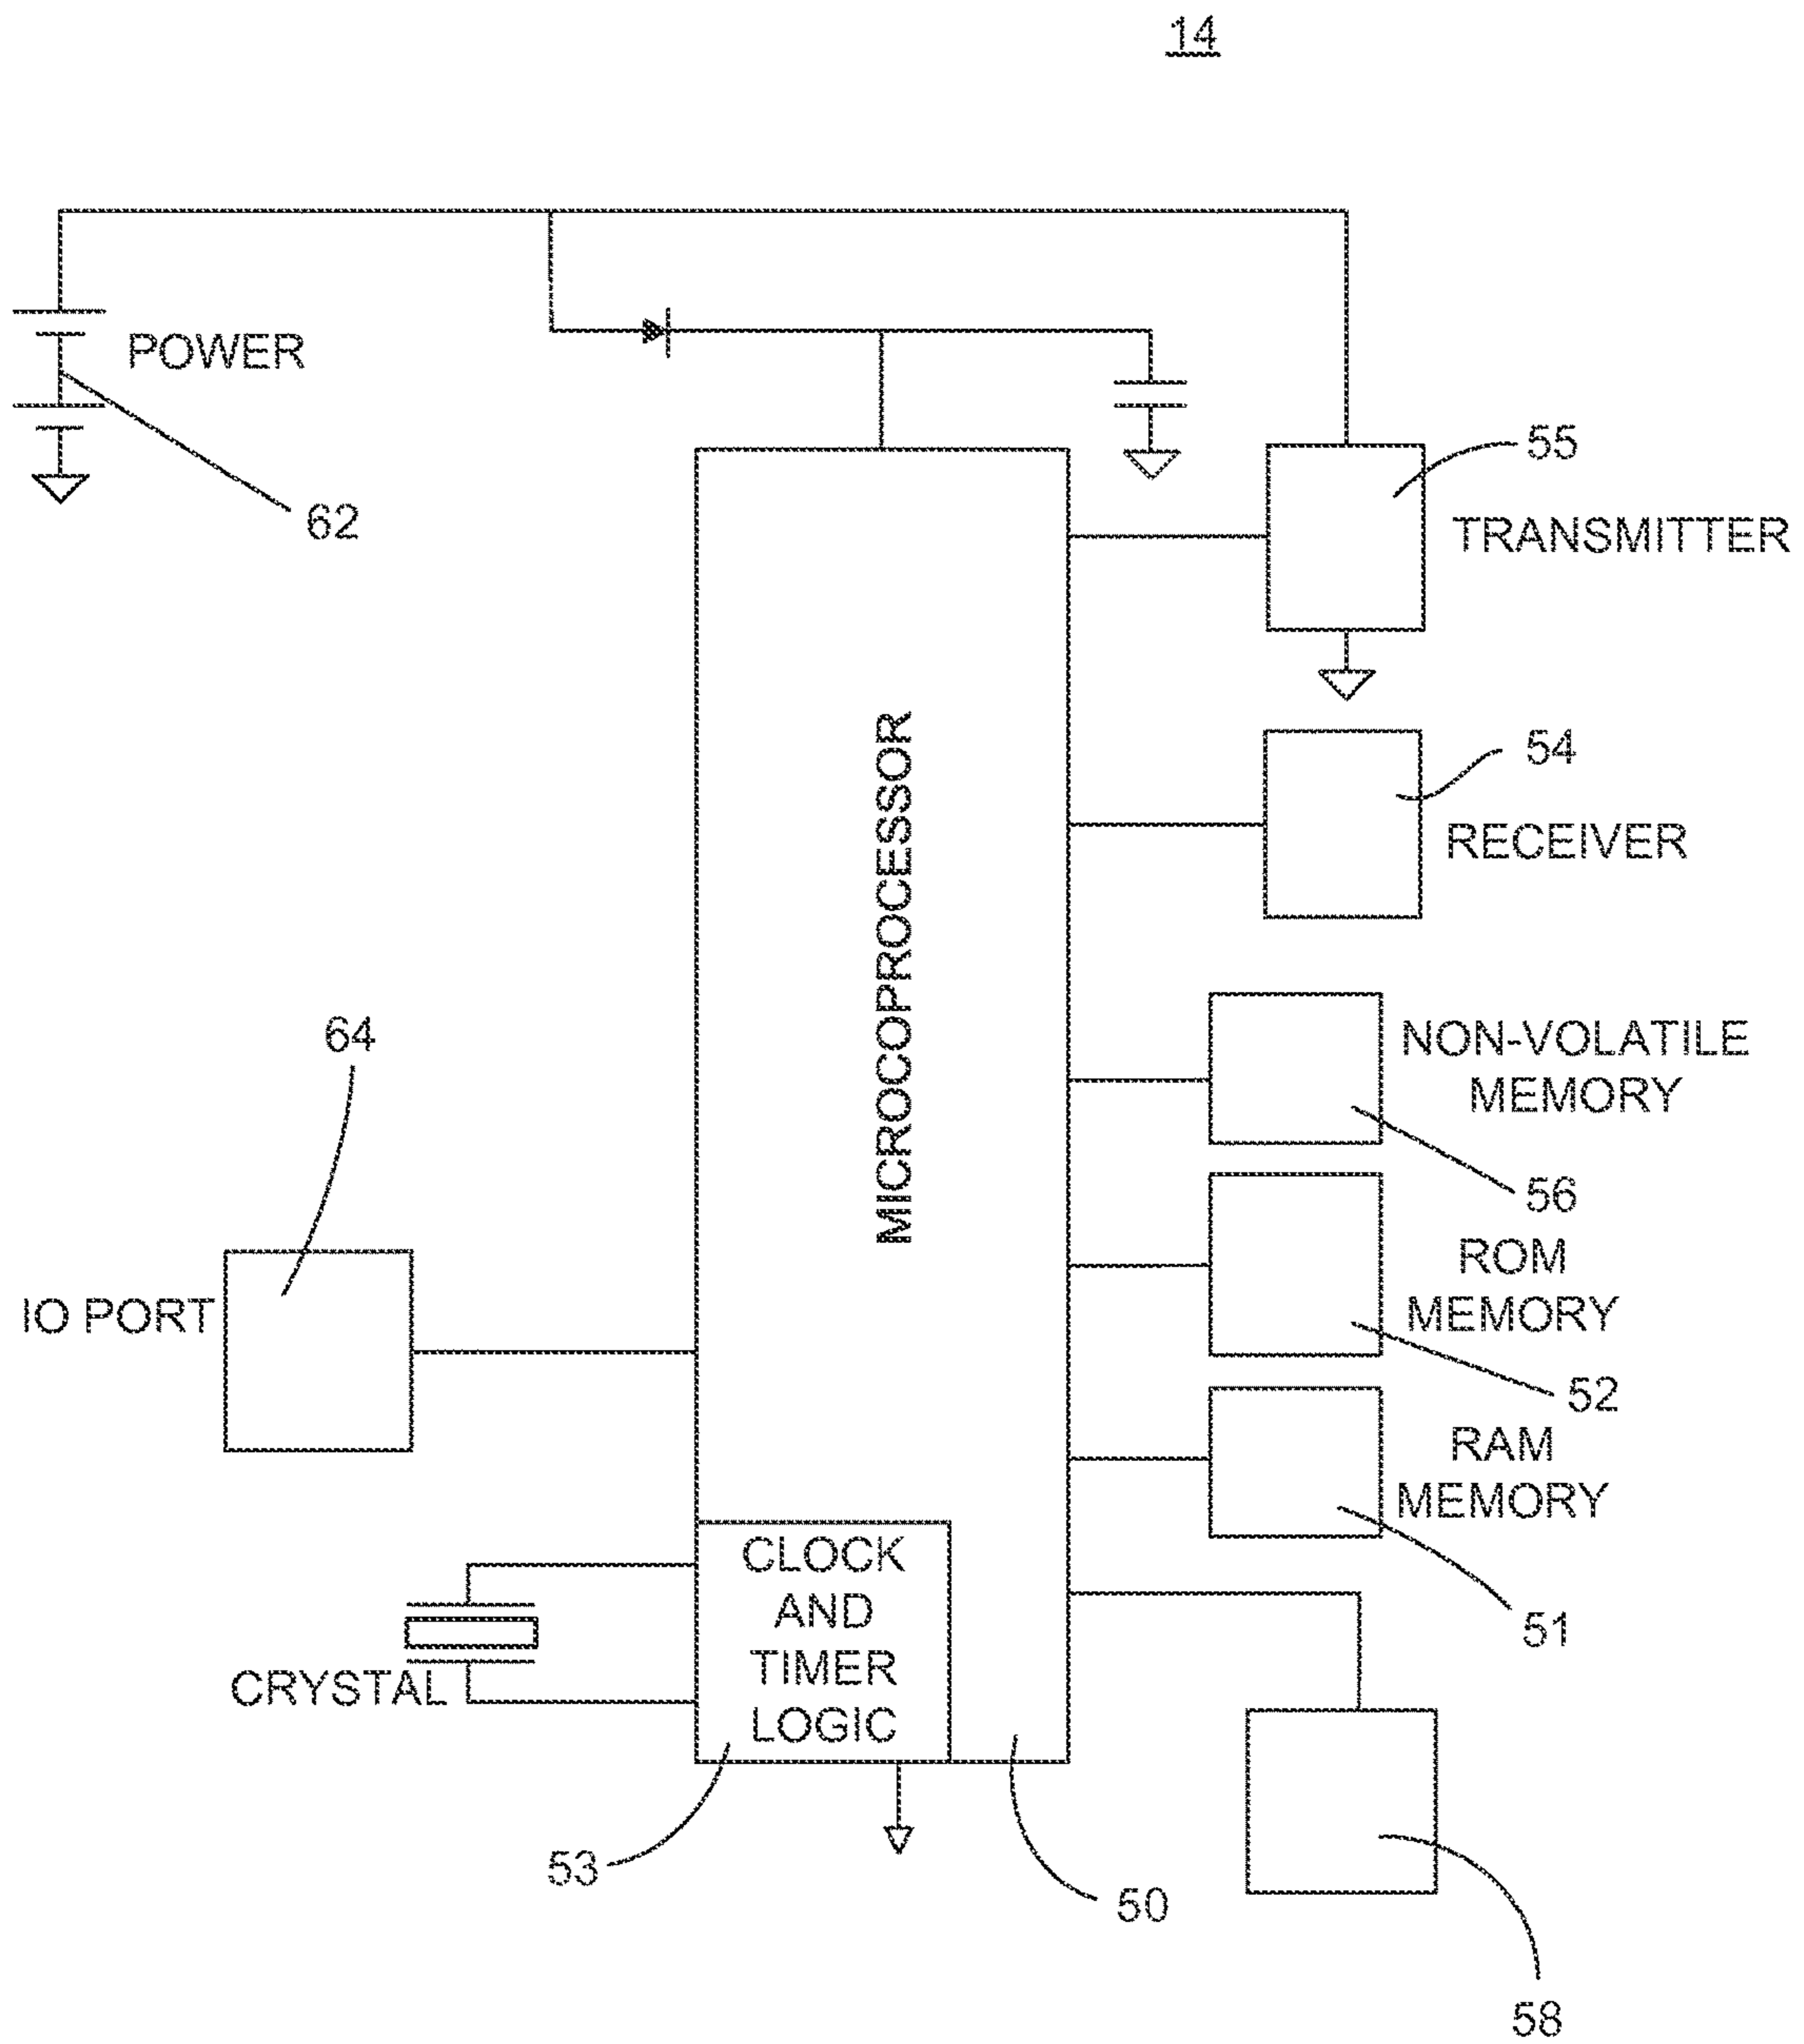 14
POWER
62
55
TRANSMITTER
54
RECEIVER
MICROCOPROCESSOR
64
NON-VOLATILE
MEMORY
56
ROM
MEMORY
IO PORT
52
RAM
MEMORY
CLOCK
AND
TIMER
LOGIC
51
CRYSTAL
53
50
58